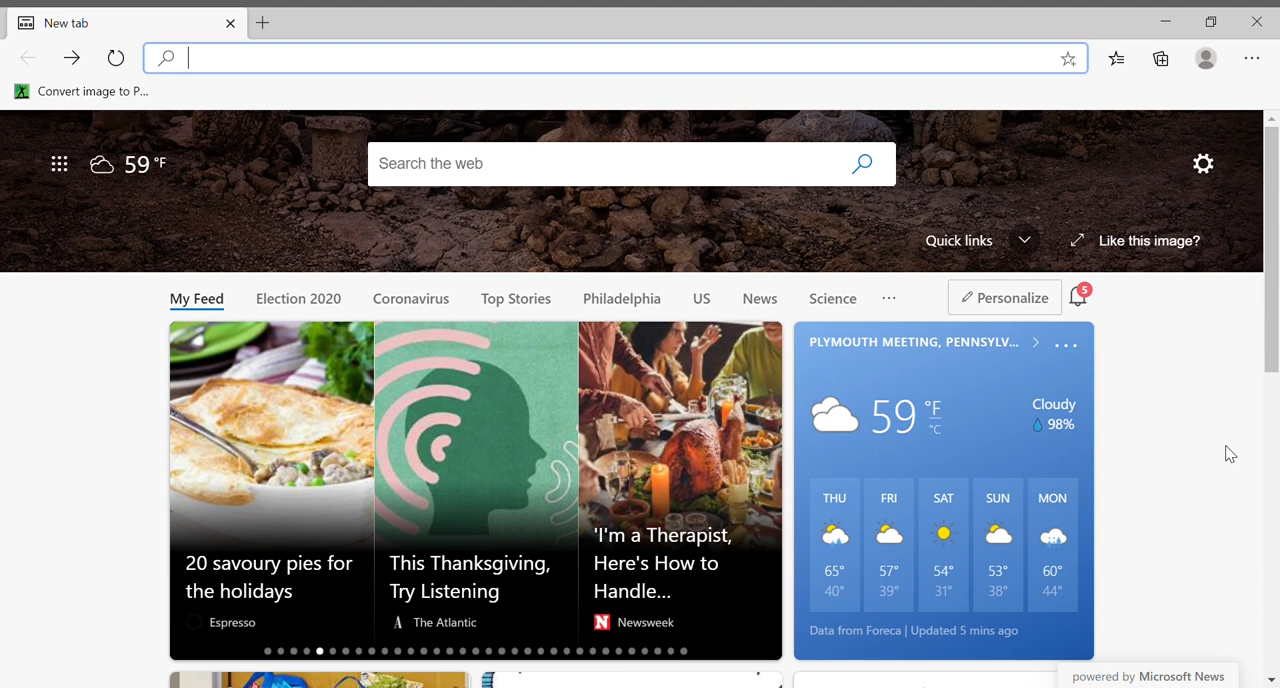 New tab
Convert image to P...
59 °F
Search the web
Quick links
Like this image?
My Feed Election 2020 Coronavirus Top Stories Philadelphia US News Science ... Personalize 5
20 savoury pies for
the holidays
Espresso
This Thanksgiving,
Try Listening
The Atlantic
'I'm a Therapist,
Here's How to
Handle...
N Newsweek
PLYMOUTH MEETING, PENNSYLV... > ...
59 °F
°C
Cloudy
98%
THU FRI SAT SUN MON
65° 57° 54° 53° 60°
40° 39° 31° 38° 44°
Data from Foreca | Updated 5 mins ago
powered by Microsoft News